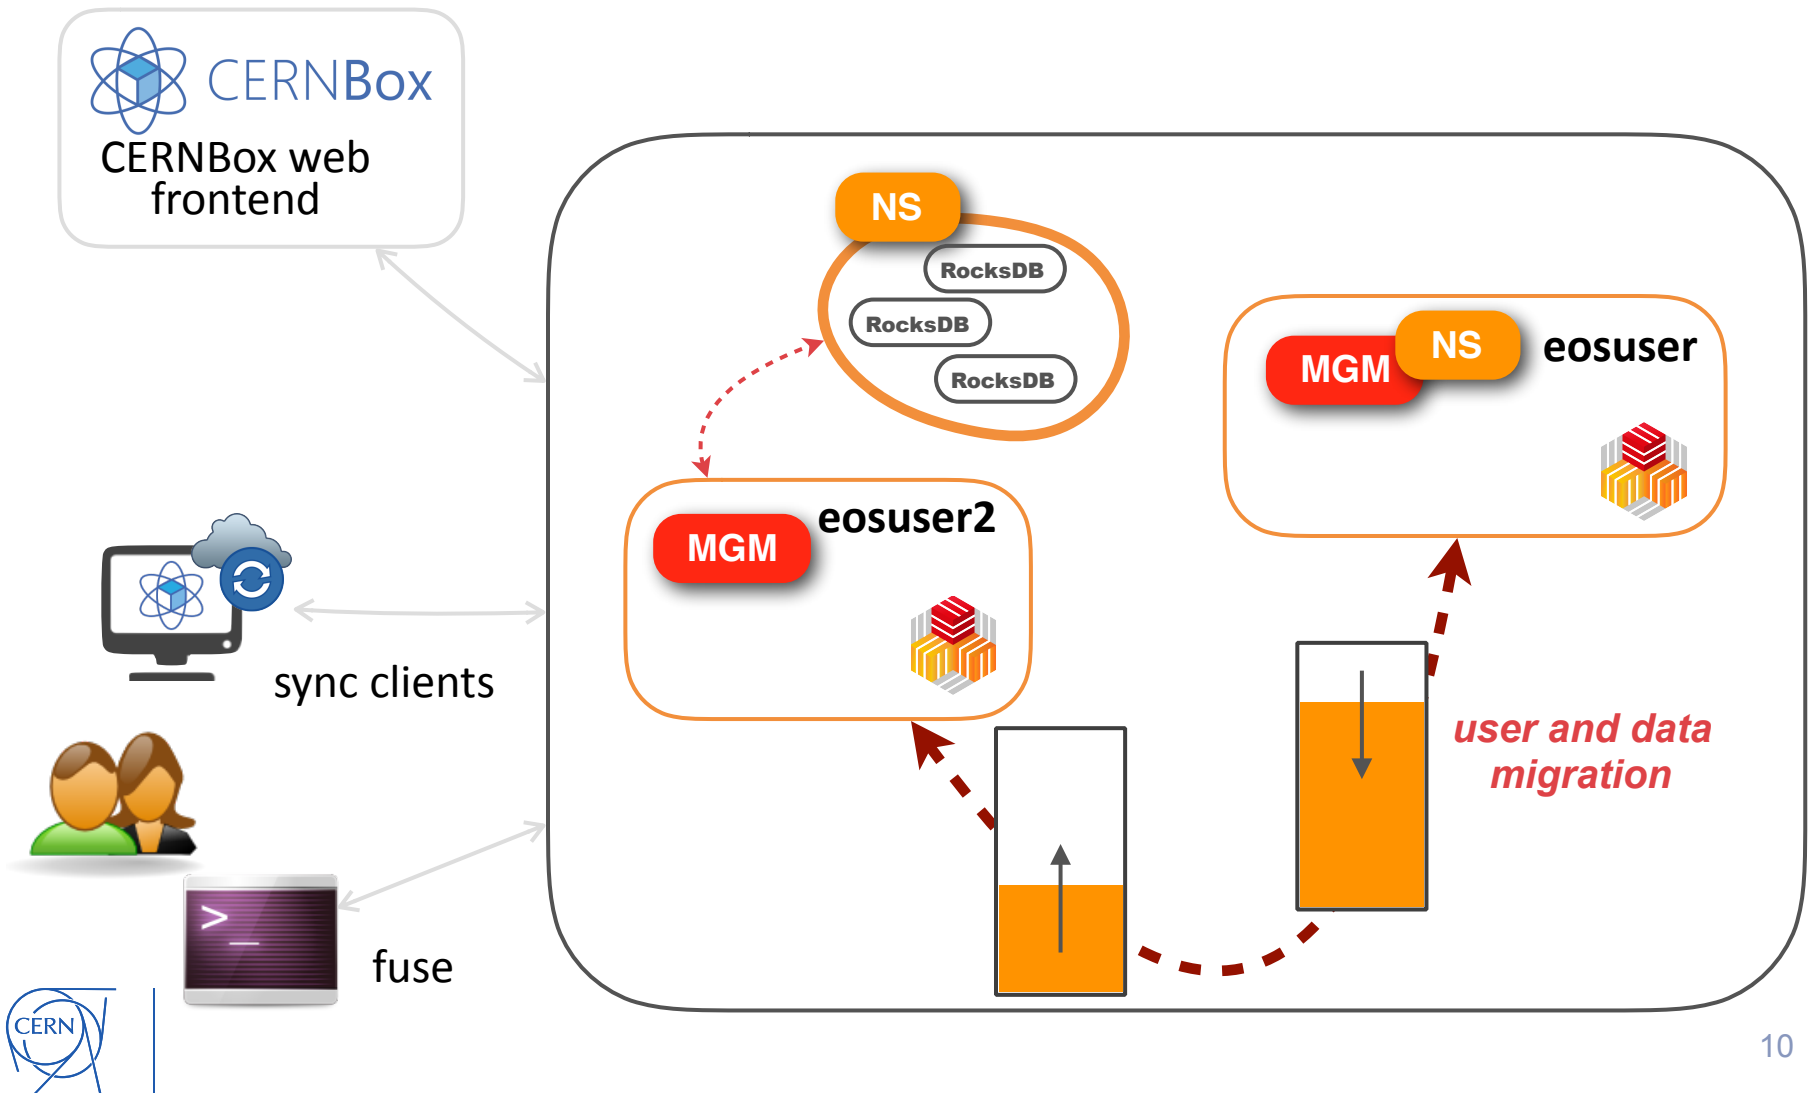 CERNBox
CERNBox web
frontend
NS
RocksDB
RocksDB
RocksDB
MGM
NS
eosuser
MGM
eosuser2
sync clients
user and data
migration
>_
fuse
CERN
10